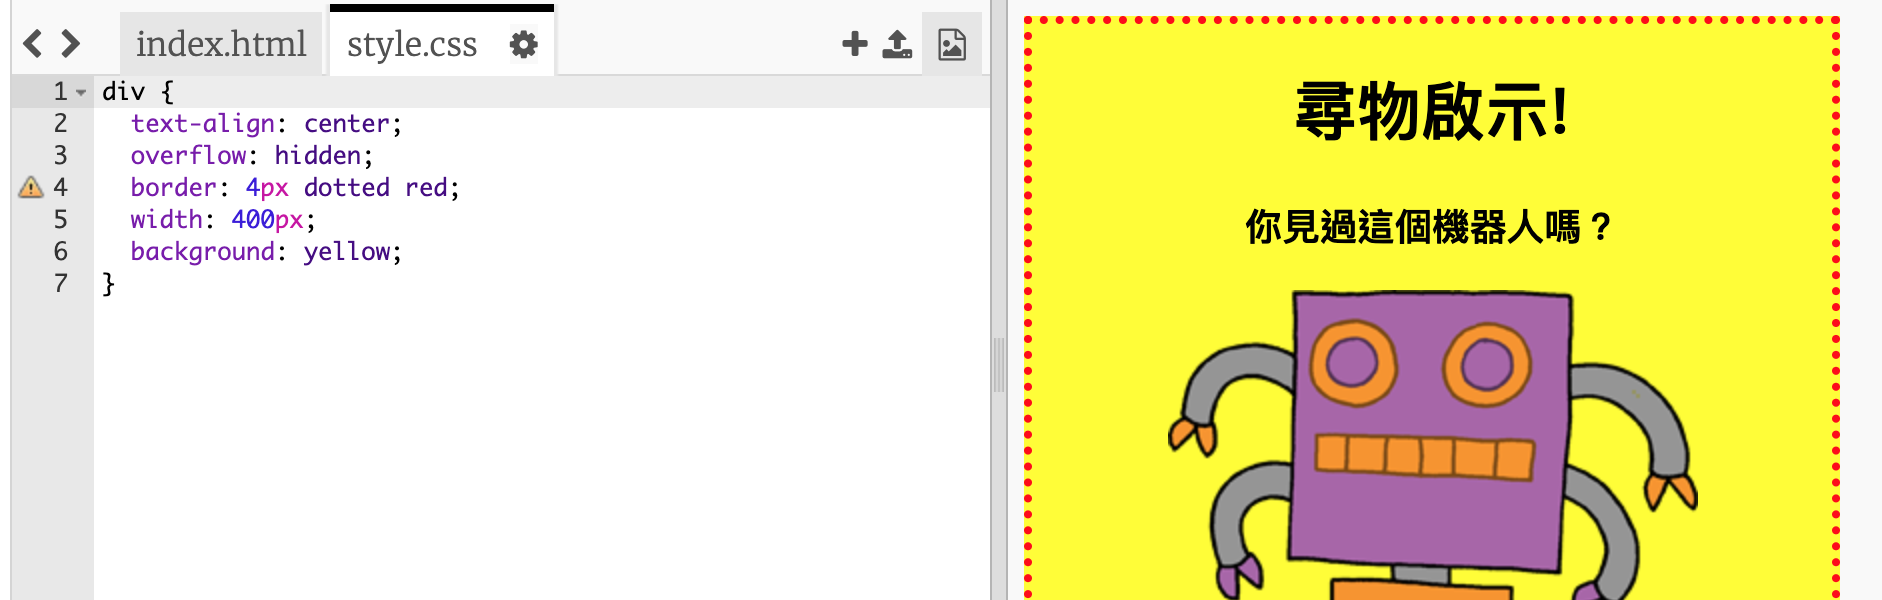 index.html
style.css
1 div {
2 text-align: center;
3 overflow: hidden;
4 border: 4px dotted red;
5 width: 400px;
6 background: yellow;
7 }
尋物啟示!
你見過這個機器人嗎？